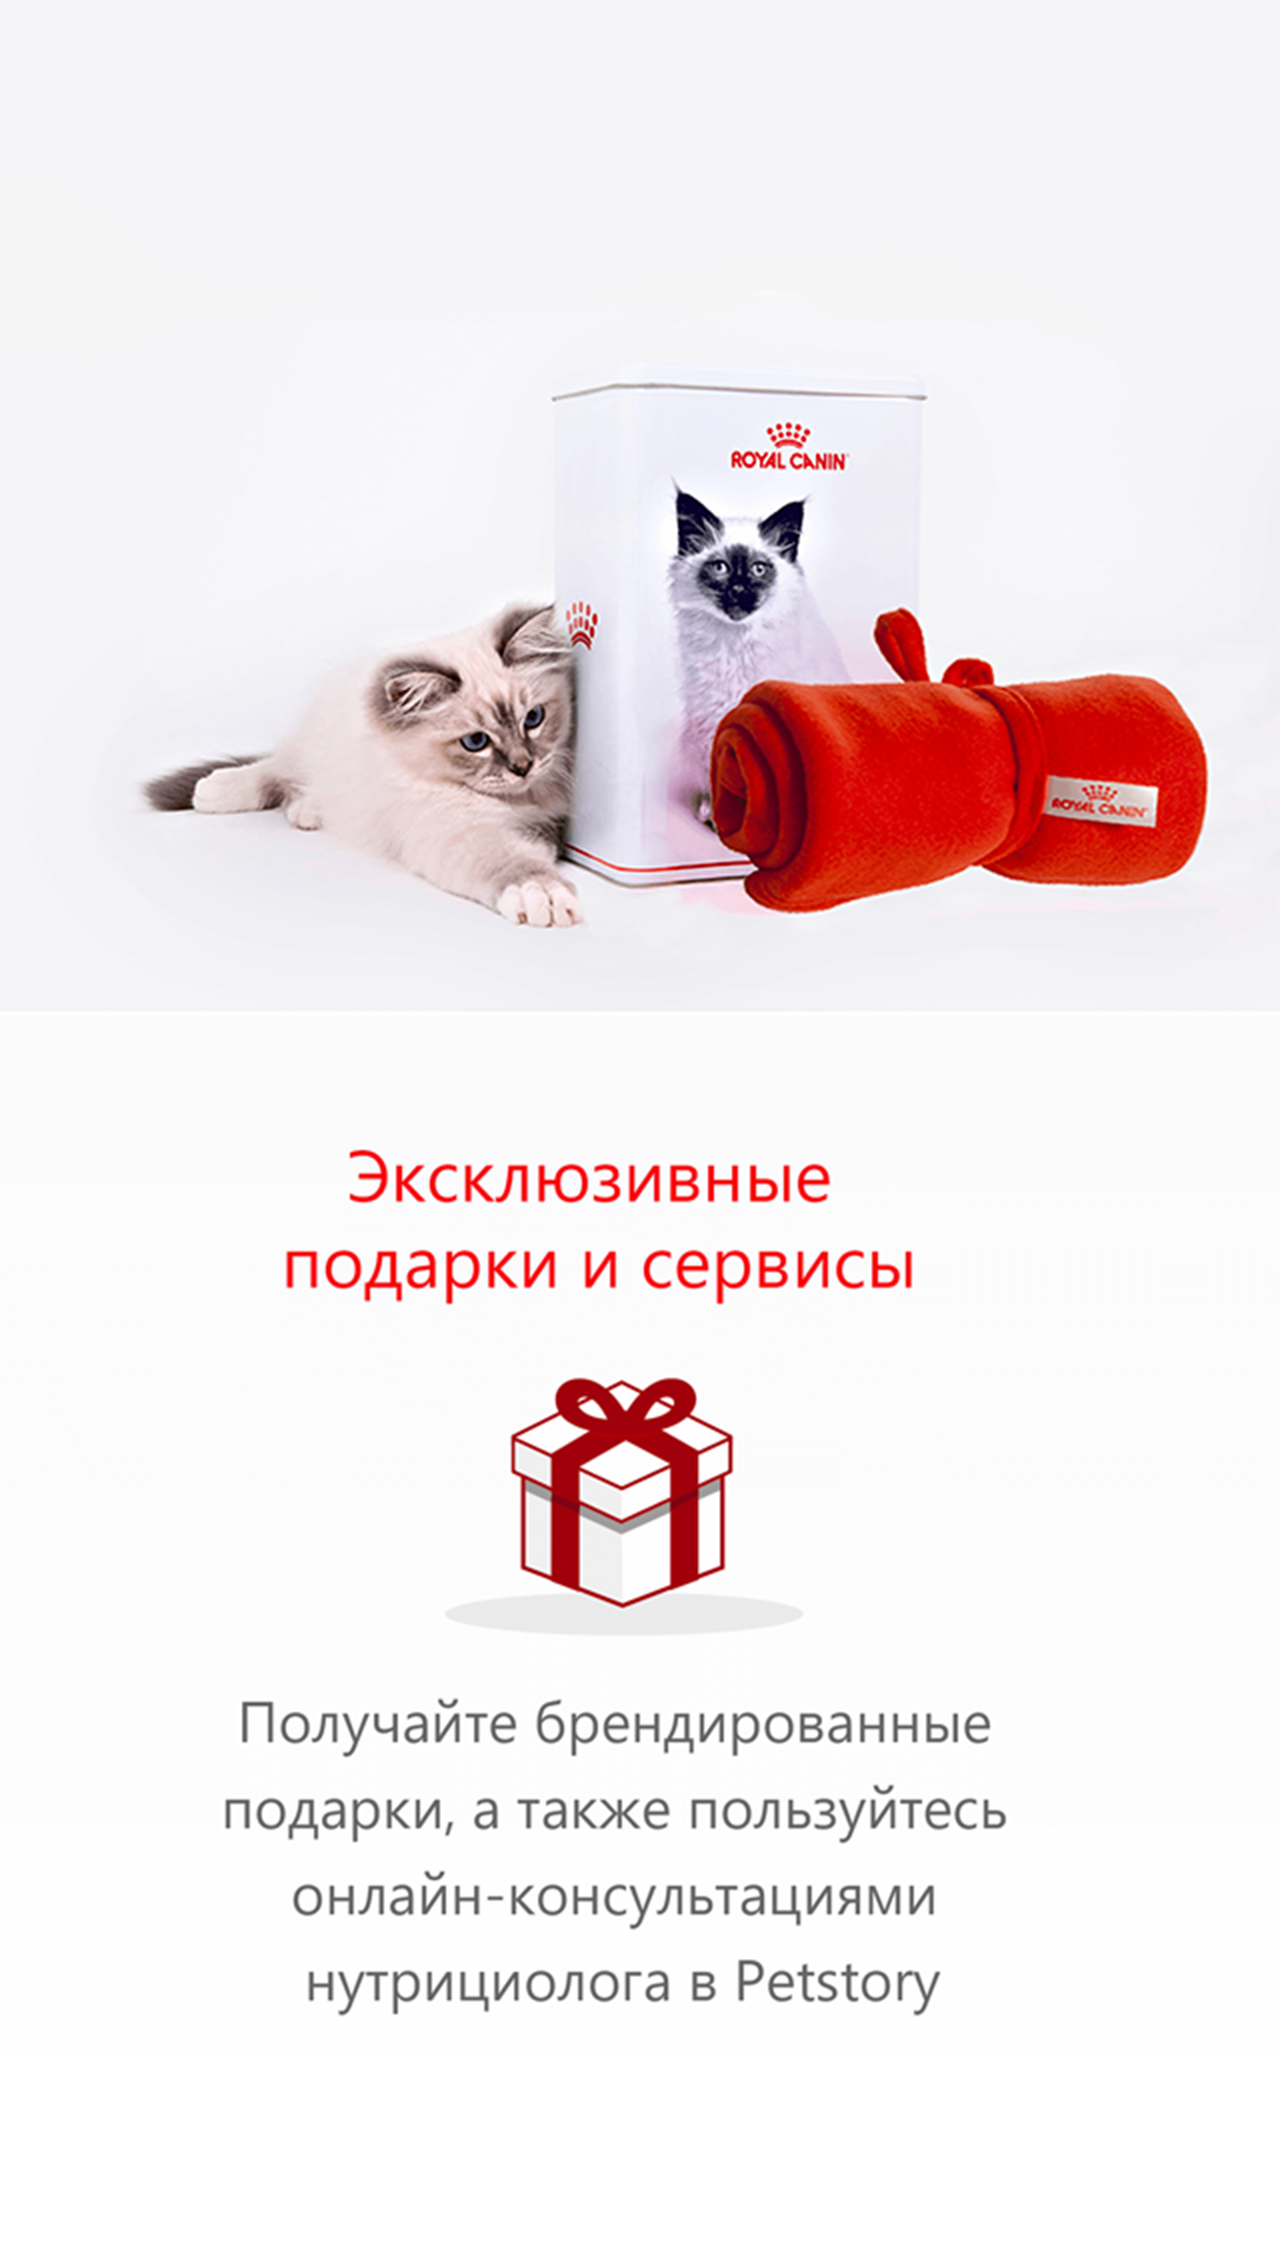 ROYAL CANIN
ROYAL CANIN
Эксклюзивные
подарки и сервисы
Получайте брендированные
подарки, а также пользуйтесь
онлайн-консультациями
нутрициолога в Petstory